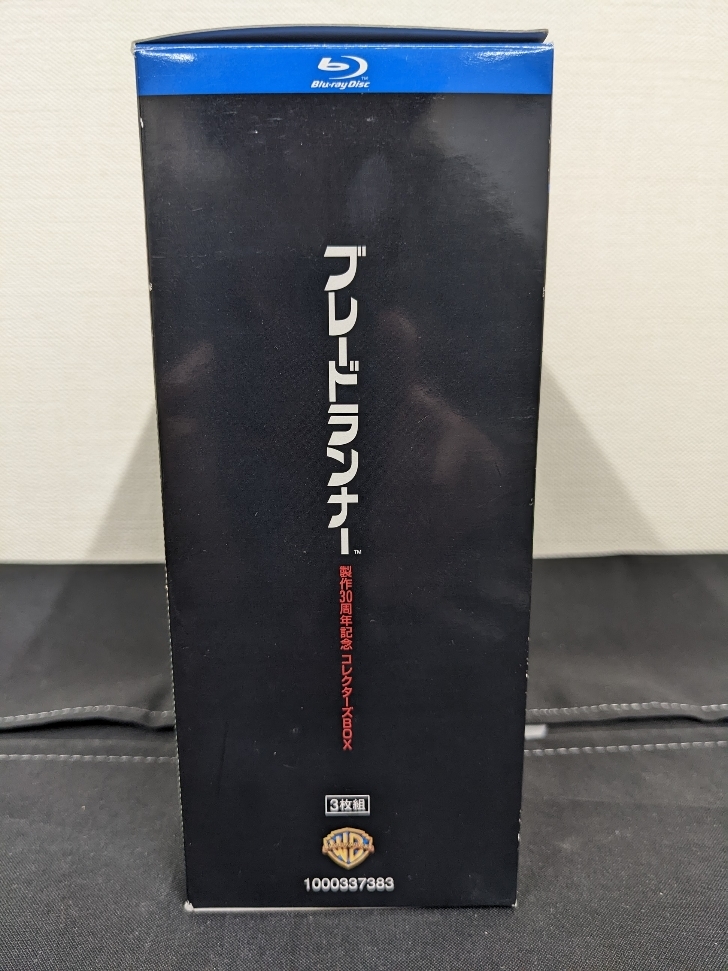 Blu-ray Disc™
ブレードランナー™
製作30周年記念 コレクターズBOX
3枚組
WB
1000337383